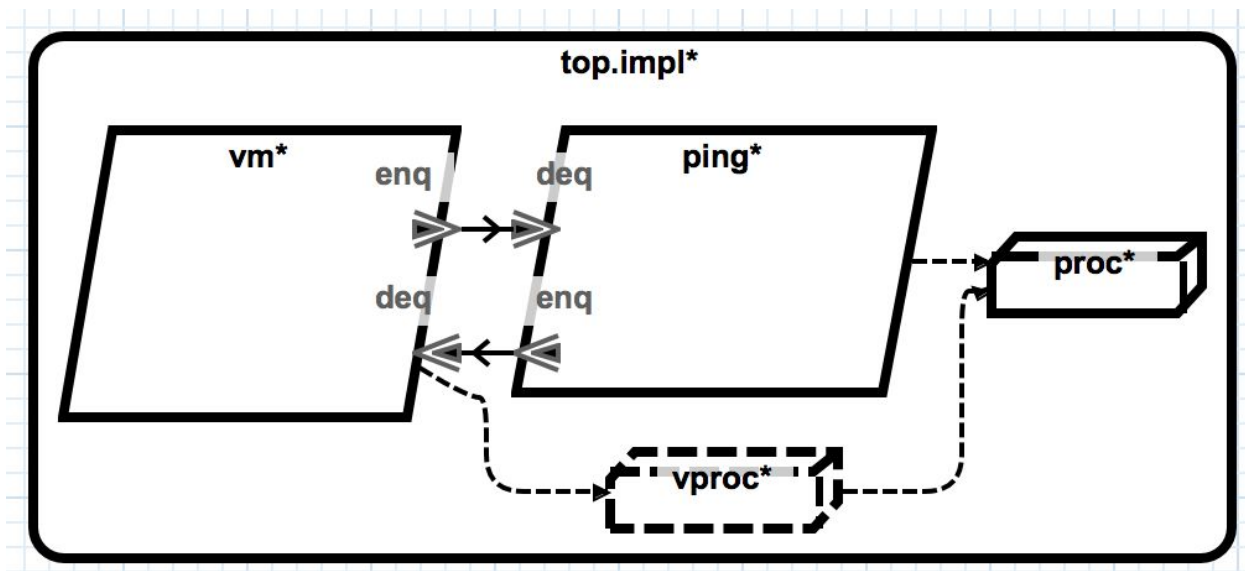 top.impl*
vm*
ping*
enq
deq
proc*
deq
enq
vproc*